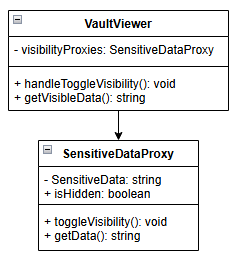 VaultViewer
- visibilityProxies: SensitiveDataProxy
+ handleToggleVisibility(): void
+ getVisibleData(): string
SensitiveDataProxy
- SensitiveData: string
+ isHidden: boolean
+ toggleVisibility(): void
+ getData(): string